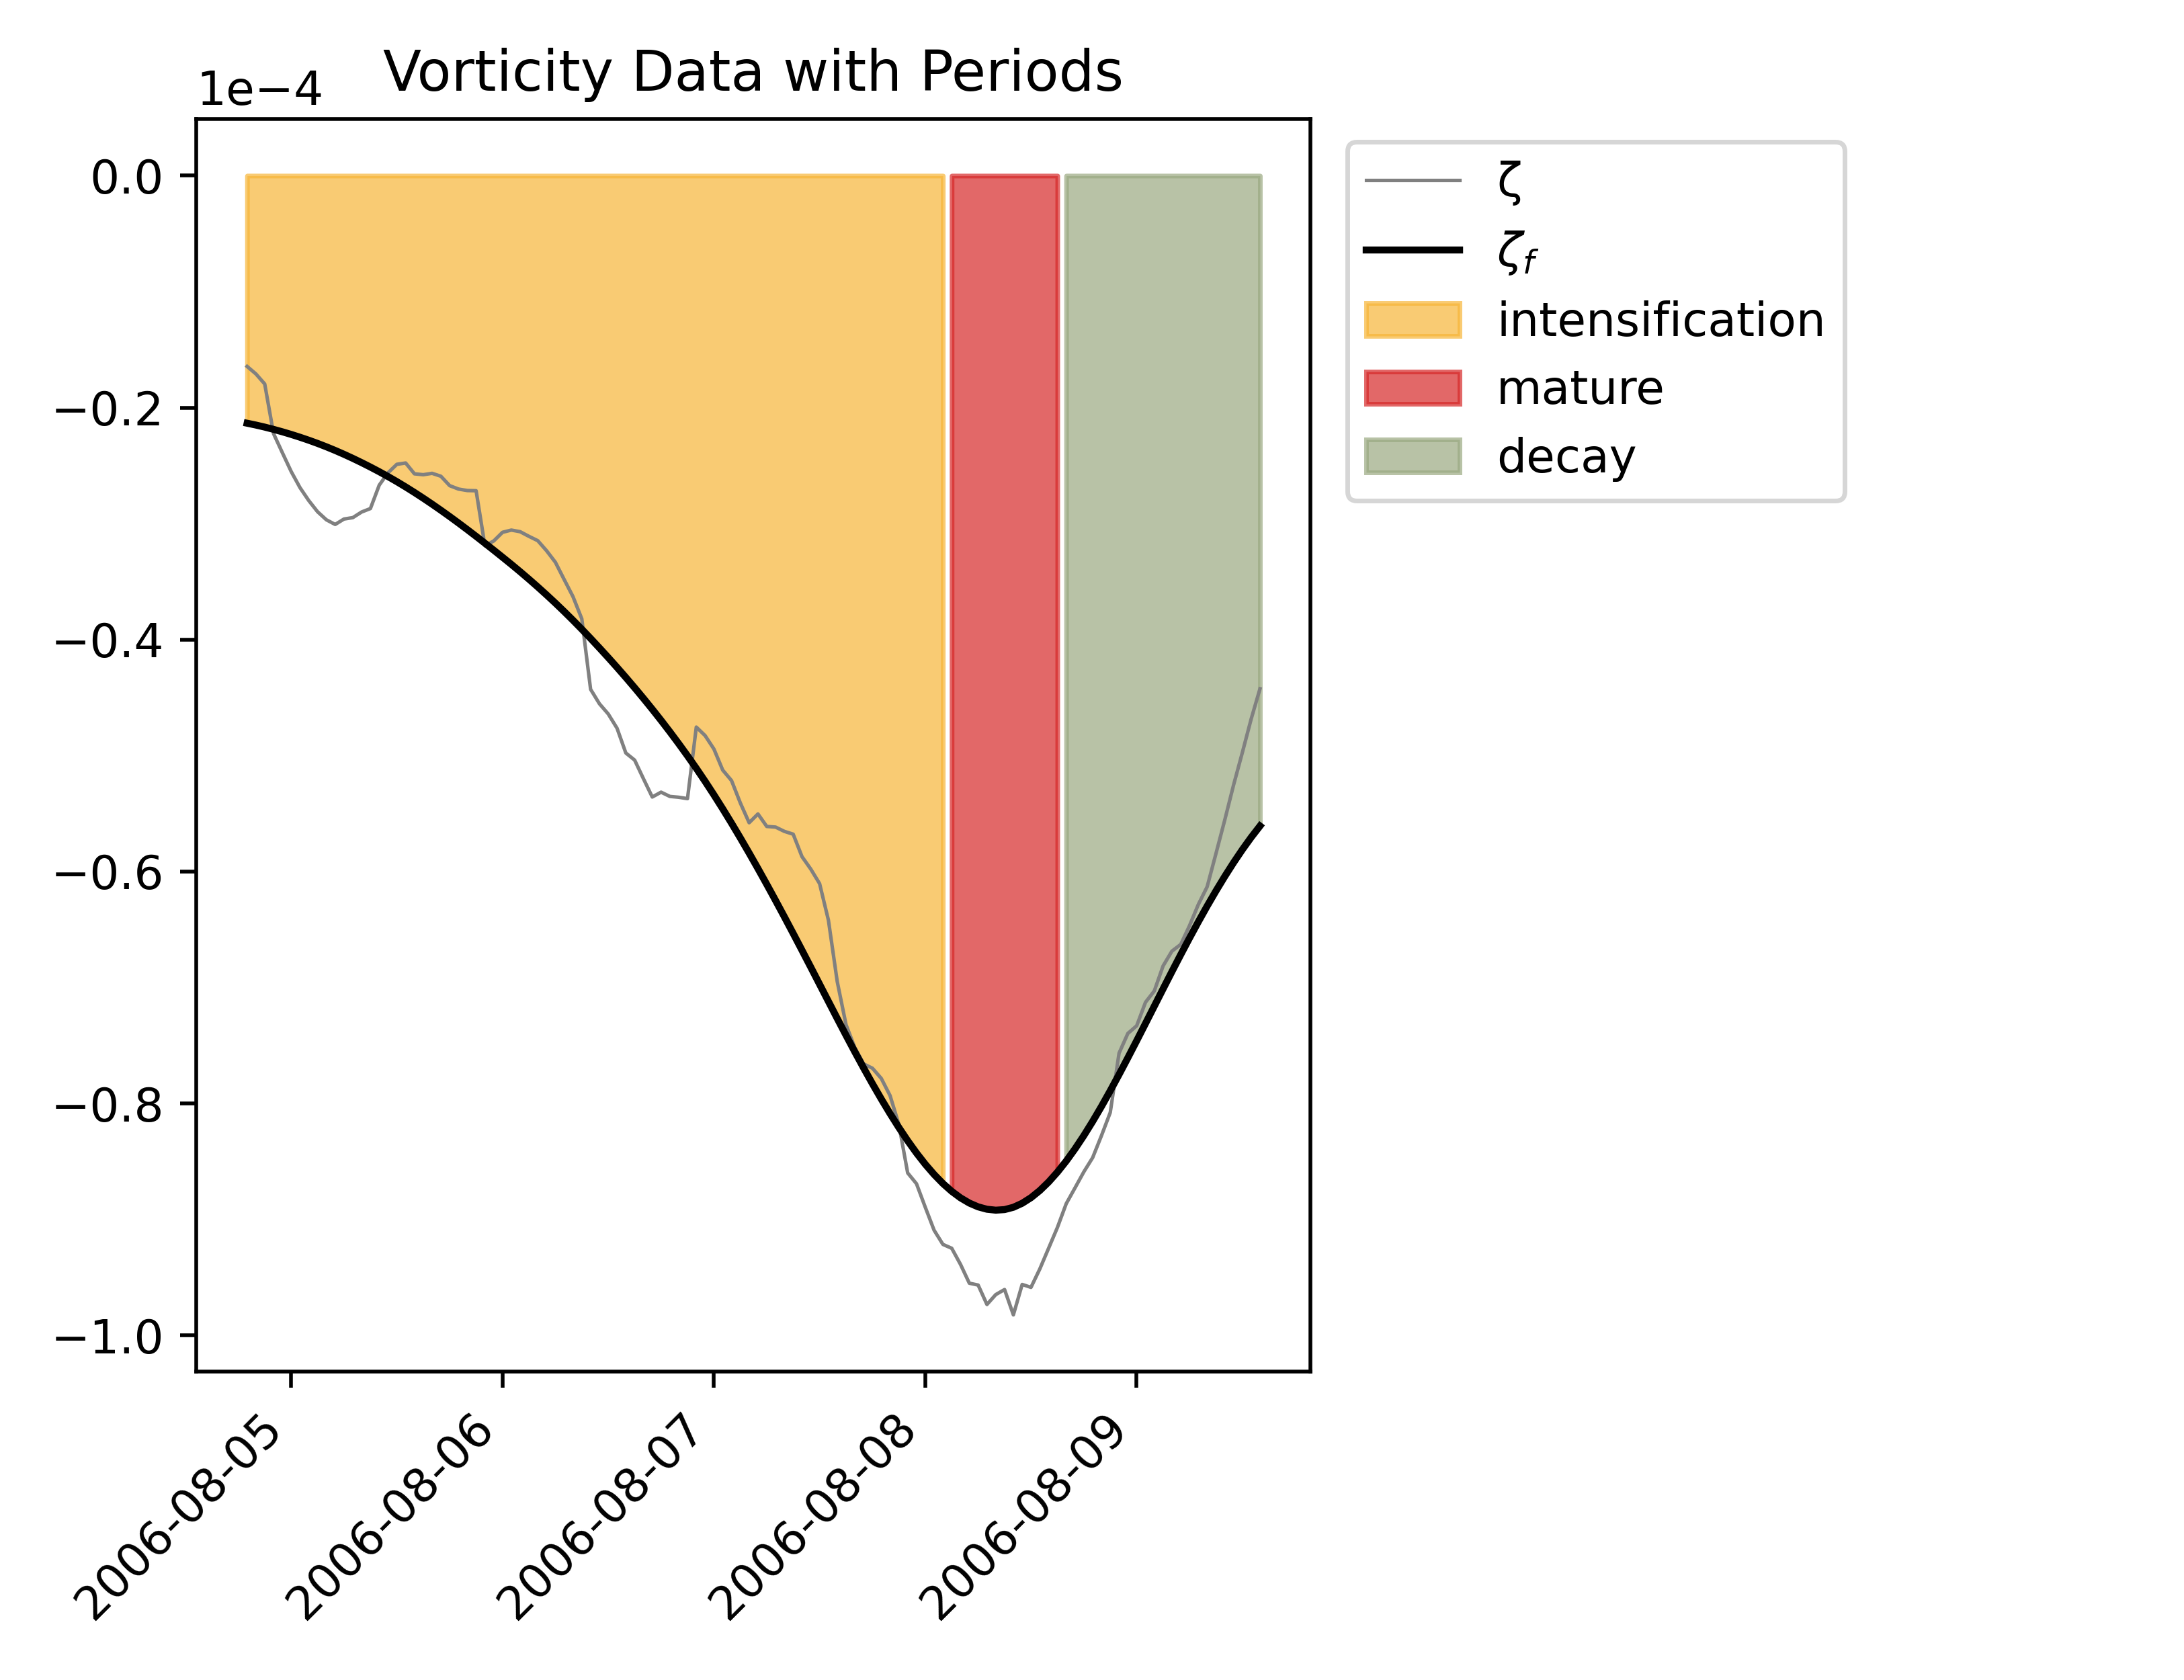 Vorticity Data with Periods
1e−4
0.0
−0.2
−0.4
−0.6
−0.8
−1.0
2006-08-05
2006-08-06
2006-08-07
2006-08-08
2006-08-09
ζ
ζf
intensification
mature
decay